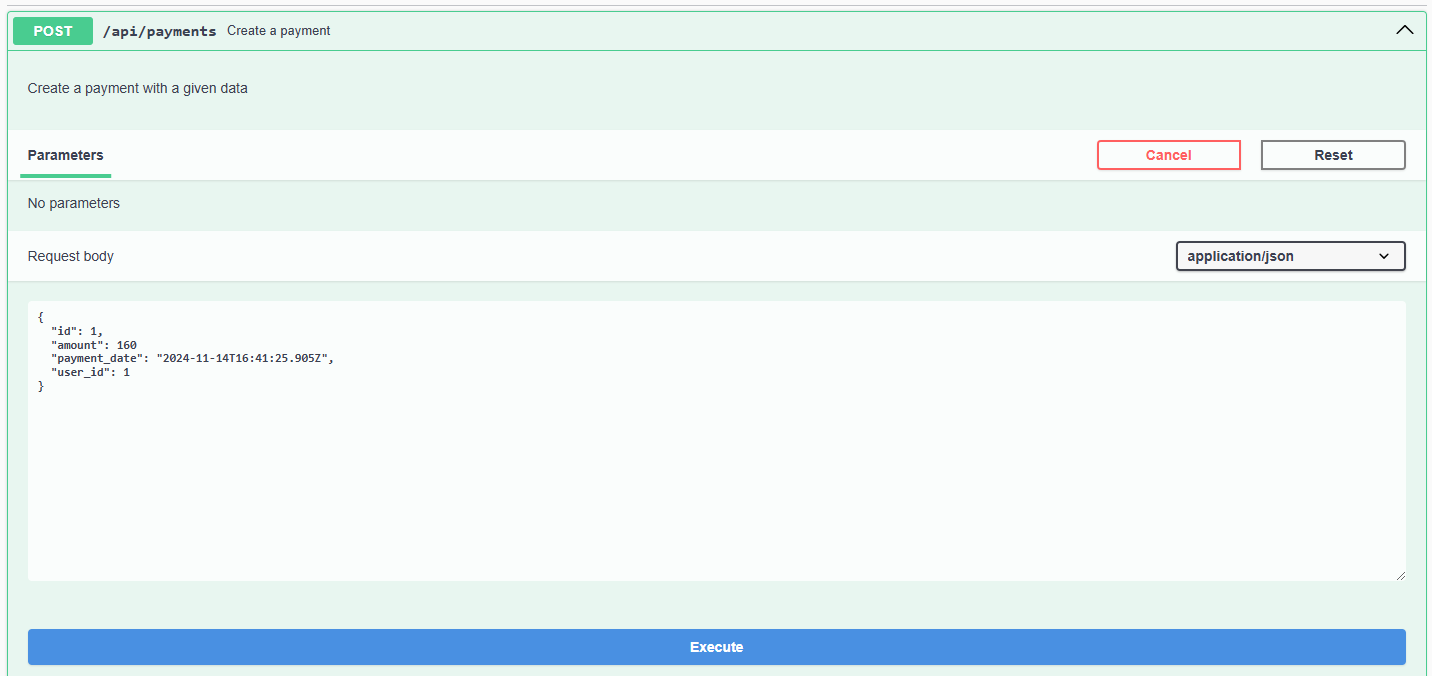 POST /api/payments Create a payment
Create a payment with a given data
Parameters Cancel Reset
No parameters
Request body application/json
{
  "id": 1,
  "amount": 160
  "payment_date": "2024-11-14T16:41:25.905Z",
  "user_id": 1
}
Execute